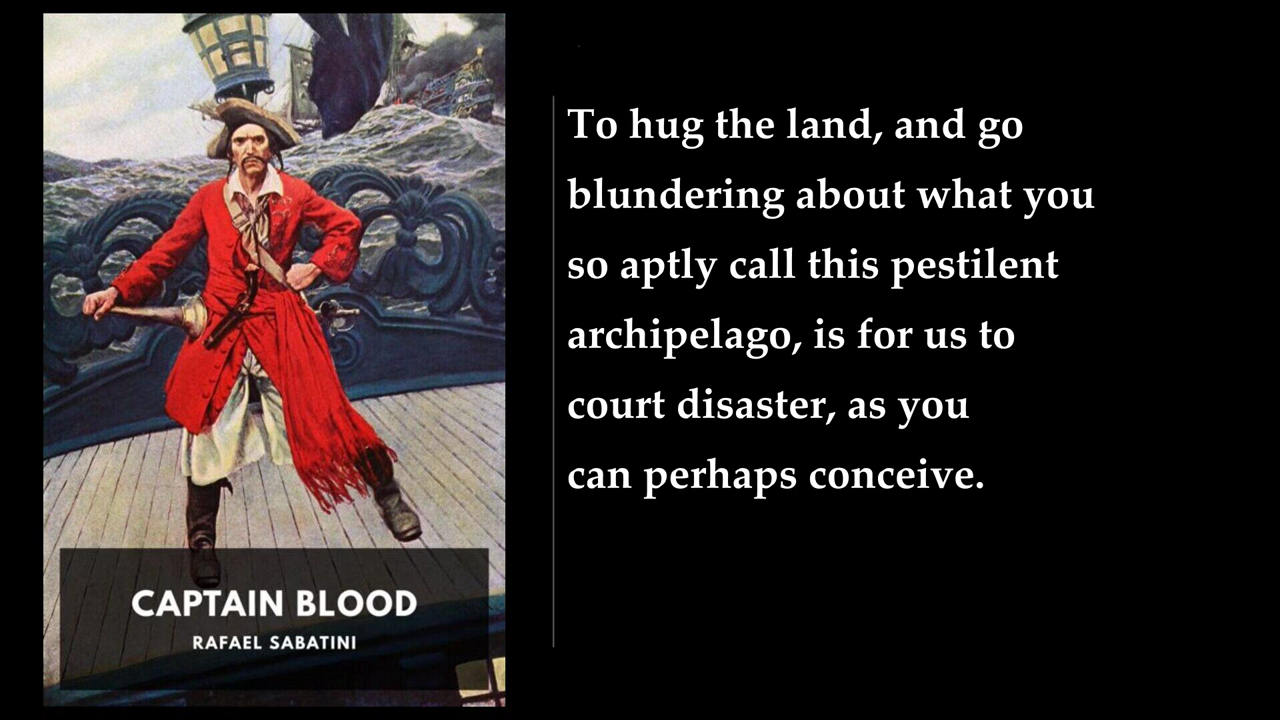 CAPTAIN BLOOD
RAFAEL SABATINI
To hug the land, and go
blundering about what you
so aptly call this pestilent
archipelago, is for us to
court disaster, as you
can perhaps conceive.